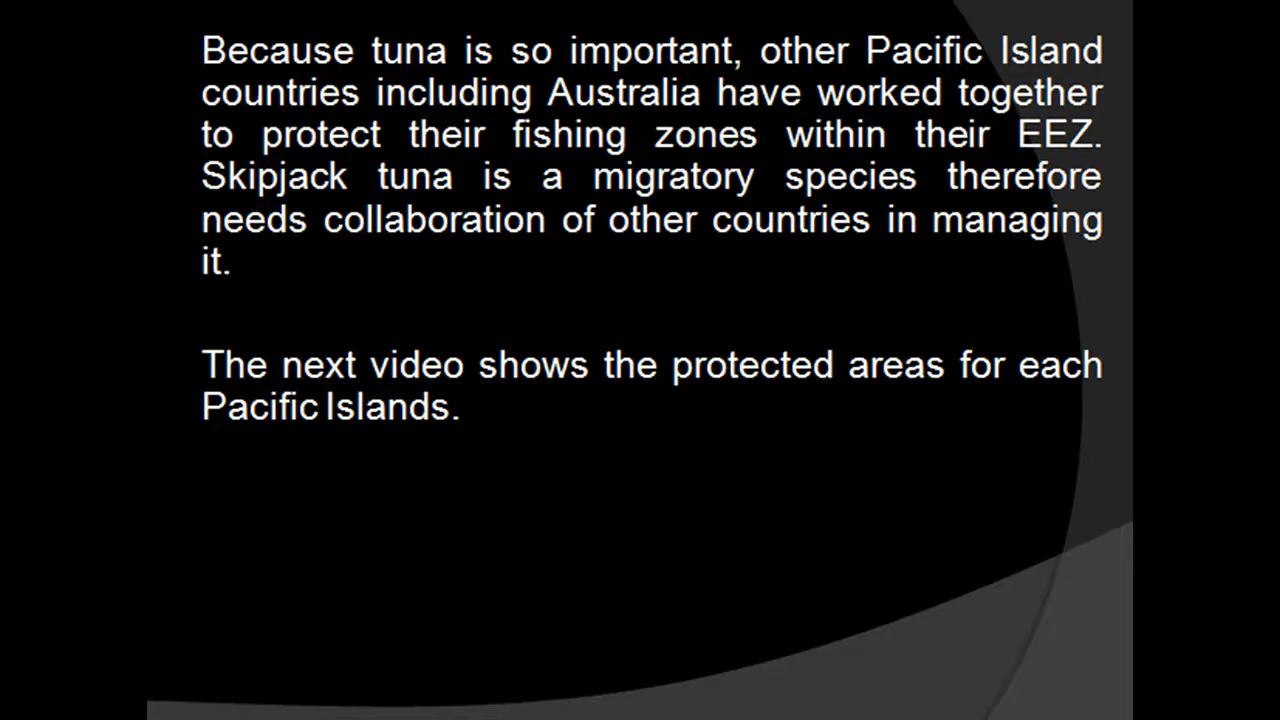 Because tuna is so important, other Pacific Island
countries including Australia have worked together
to protect their fishing zones within their EEZ.
Skipjack tuna is a migratory species therefore
needs collaboration of other countries in managing
it.
The next video shows the protected areas for each
Pacific Islands.